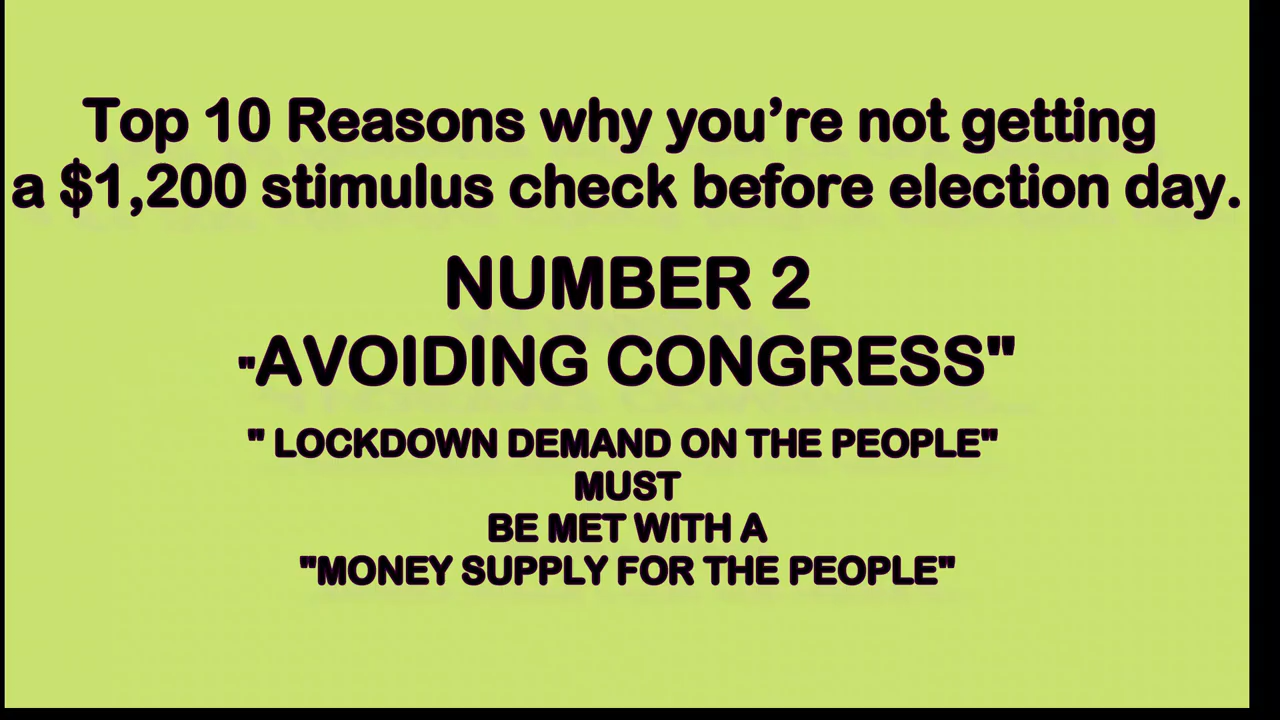 Top 10 Reasons why you’re not getting
a $1,200 stimulus check before election day.
NUMBER 2
"AVOIDING CONGRESS"
" LOCKDOWN DEMAND ON THE PEOPLE"
MUST
BE MET WITH A
"MONEY SUPPLY FOR THE PEOPLE"